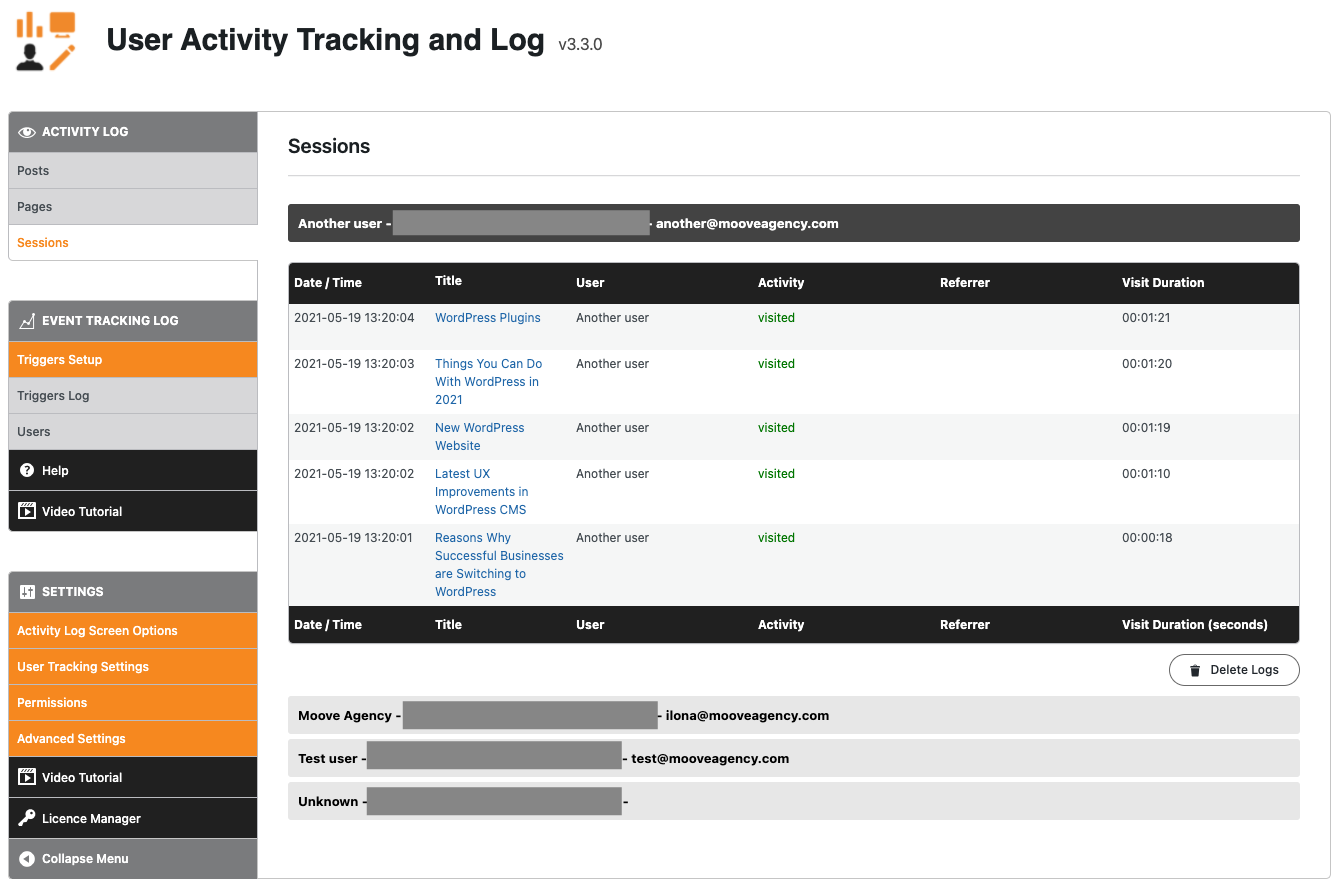 User Activity Tracking and Log v3.3.0
ACTIVITY LOG
Posts
Pages
Sessions
EVENT TRACKING LOG
Triggers Setup
Triggers Log
Users
Help
Video Tutorial
SETTINGS
Activity Log Screen Options
User Tracking Settings
Permissions
Advanced Settings
Video Tutorial
Licence Manager
Collapse Menu
Sessions
Another user - - another@mooveagency.com
Date / Time Title User Activity Referrer Visit Duration
2021-05-19 13:20:04 WordPress Plugins Another user visited 00:01:21
2021-05-19 13:20:03 Things You Can Do Another user visited 00:01:20
With WordPress in
2021
2021-05-19 13:20:02 New WordPress Another user visited 00:01:19
Website
2021-05-19 13:20:02 Latest UX Another user visited 00:01:10
Improvements in
WordPress CMS
2021-05-19 13:20:01 Reasons Why Another user visited 00:00:18
Successful Businesses
are Switching to
WordPress
Date / Time Title User Activity Referrer Visit Duration (seconds)
Delete Logs
Moove Agency - - ilona@mooveagency.com
Test user - - test@mooveagency.com
Unknown - -